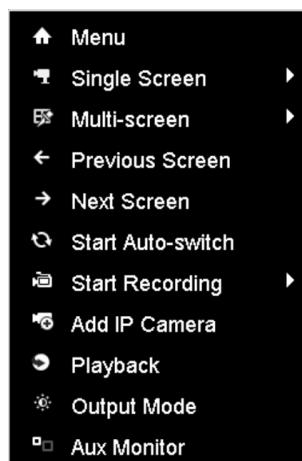 Menu
Single Screen
Multi-screen
Previous Screen
Next Screen
Start Auto-switch
Start Recording
Add IP Camera
Playback
Output Mode
Aux Monitor